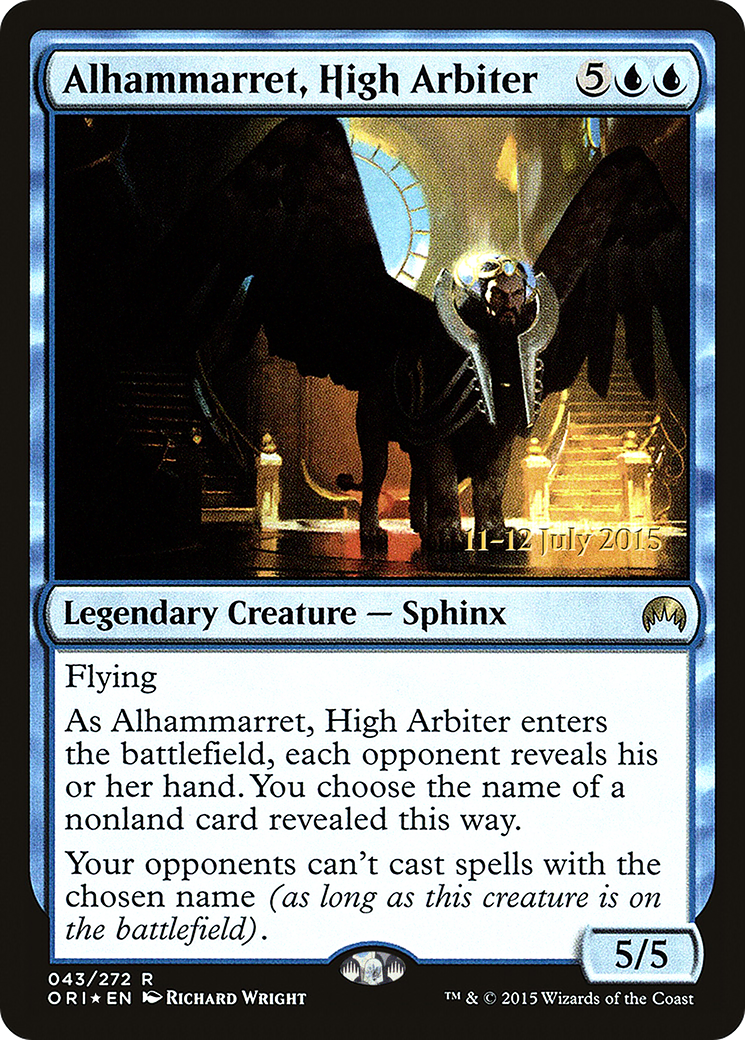 Alhammarret, High Arbiter 5
11–12 July 2015
Legendary Creature — Sphinx
Flying
As Alhammarret, High Arbiter enters
the battlefield, each opponent reveals his
or her hand. You choose the name of a
nonland card revealed this way.
Your opponents can't cast spells with the
chosen name (as long as this creature is on
the battlefield).
5/5
043/272 R
ORI★EN Richard Wright
™ & © 2015 Wizards of the Coast